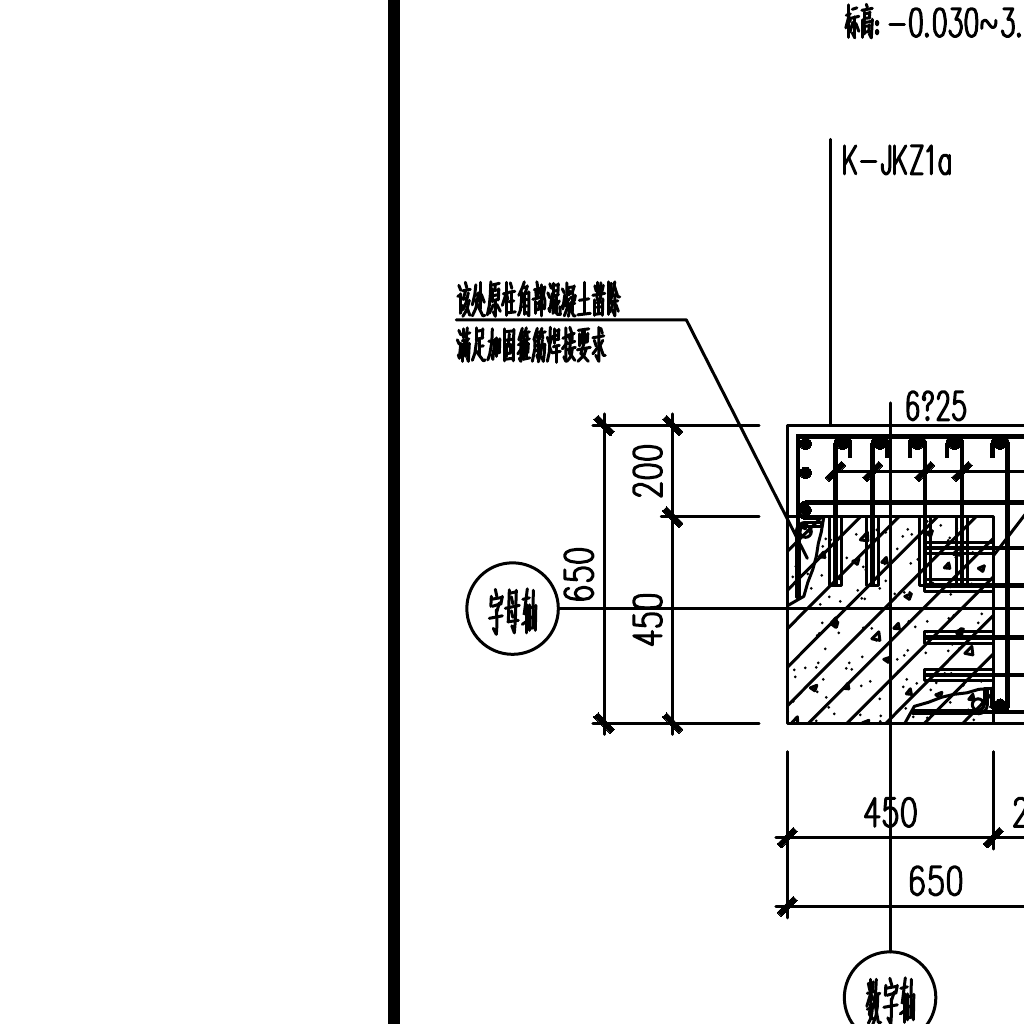 标高: -0.030~3.
K-JKZ1a
该处原柱角部混凝土凿除
满足加固箍筋焊接要求
6?25
200
650
450
字母轴
450
2
650
数字轴